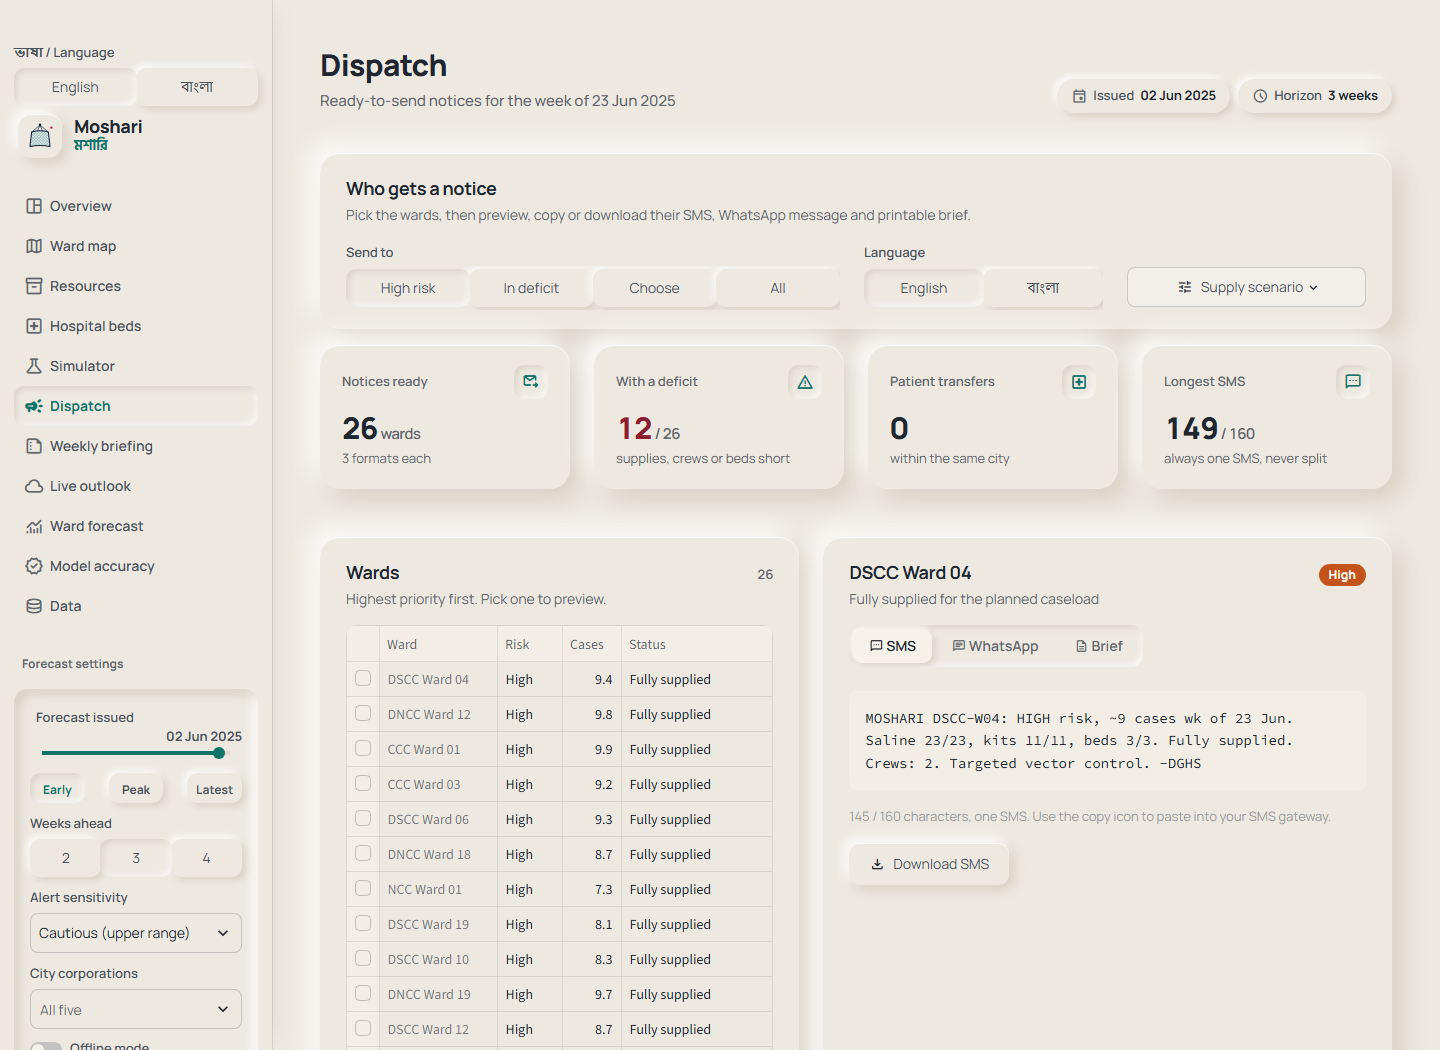 ভাষা / Language
English
বাংলা
Moshari
মশারি
Overview
Ward map
Resources
Hospital beds
Simulator
Dispatch
Weekly briefing
Live outlook
Ward forecast
Model accuracy
Data
Forecast settings
Forecast issued
02 Jun 2025
Early
Peak
Latest
Weeks ahead
2
3
4
Alert sensitivity
Cautious (upper range)
City corporations
All five
Offline mode
Dispatch
Ready-to-send notices for the week of 23 Jun 2025
Issued 02 Jun 2025
Horizon 3 weeks
Who gets a notice
Pick the wards, then preview, copy or download their SMS, WhatsApp message and printable brief.
Send to
High risk
In deficit
Choose
All
Language
English
বাংলা
Supply scenario
Notices ready
26 wards
3 formats each
With a deficit
12 / 26
supplies, crews or beds short
Patient transfers
0
within the same city
Longest SMS
149 / 160
always one SMS, never split
Wards
26
Highest priority first. Pick one to preview.
Ward Risk Cases Status
DSCC Ward 04 High 9.4 Fully supplied
DNCC Ward 12 High 9.8 Fully supplied
CCC Ward 01 High 9.9 Fully supplied
CCC Ward 03 High 9.2 Fully supplied
DSCC Ward 06 High 9.3 Fully supplied
DNCC Ward 18 High 8.7 Fully supplied
NCC Ward 01 High 7.3 Fully supplied
DSCC Ward 19 High 8.1 Fully supplied
DSCC Ward 10 High 8.3 Fully supplied
DNCC Ward 19 High 9.7 Fully supplied
DSCC Ward 12 High 8.7 Fully supplied
DSCC Ward 04
High
Fully supplied for the planned caseload
SMS
WhatsApp
Brief
MOSHARI DSCC-W04: HIGH risk, ~9 cases wk of 23 Jun.
Saline 23/23, kits 11/11, beds 3/3. Fully supplied.
Crews: 2. Targeted vector control. -DGHS
145 / 160 characters, one SMS. Use the copy icon to paste into your SMS gateway.
Download SMS